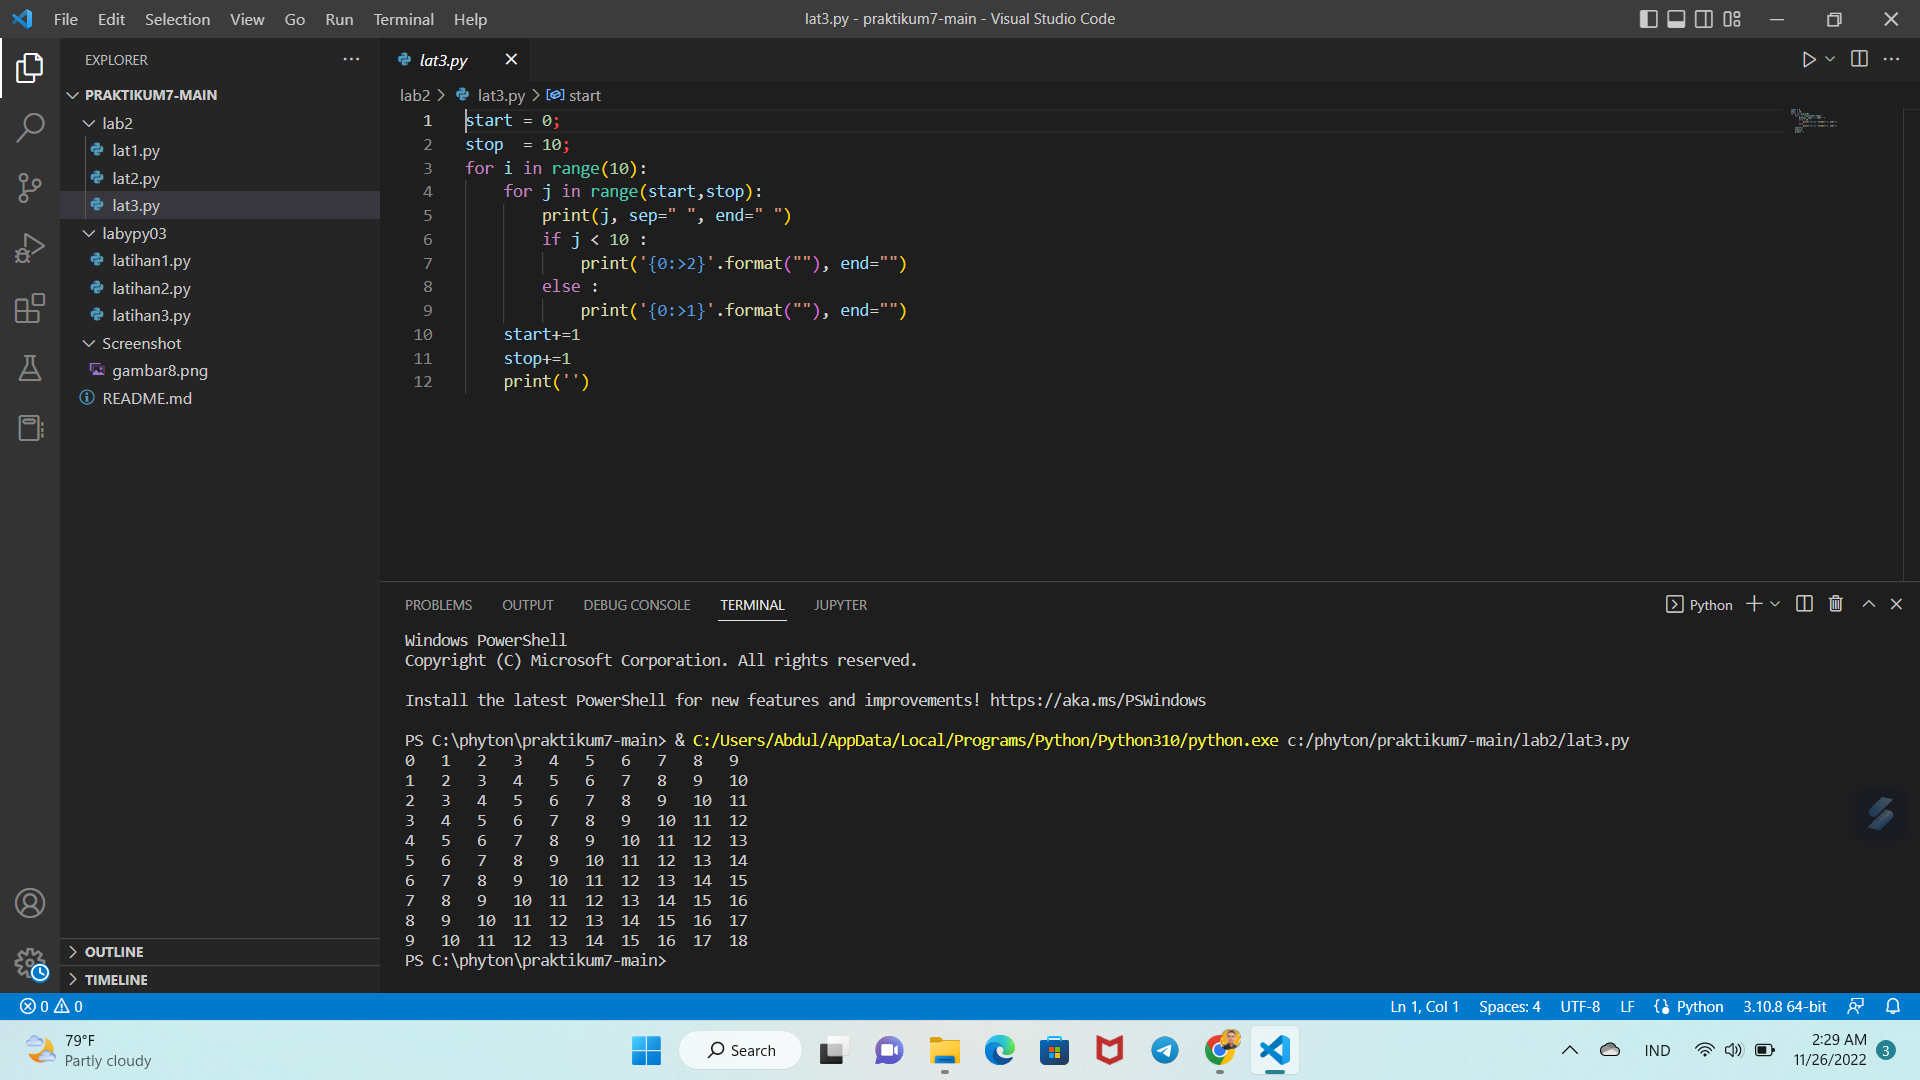 File Edit Selection View Go Run Terminal Help
lat3.py - praktikum7-main - Visual Studio Code
EXPLORER
PRAKTIKUM7-MAIN
lab2
lat1.py
lat2.py
lat3.py
labypy03
latihan1.py
latihan2.py
latihan3.py
Screenshot
gambar8.png
README.md
OUTLINE
TIMELINE
lat3.py
lab2 > lat3.py > start
1 start = 0;
2 stop  = 10;
3 for i in range(10):
4     for j in range(start,stop):
5         print(j, sep=" ", end=" ")
6         if j < 10 :
7             print('{0:>2}'.format(""), end="")
8         else :
9             print('{0:>1}'.format(""), end="")
10     start+=1
11     stop+=1
12     print('')
PROBLEMS OUTPUT DEBUG CONSOLE TERMINAL JUPYTER
Python
Windows PowerShell
Copyright (C) Microsoft Corporation. All rights reserved.
Install the latest PowerShell for new features and improvements! https://aka.ms/PSWindows
PS C:\phyton\praktikum7-main> & C:/Users/Abdul/AppData/Local/Programs/Python/Python310/python.exe c:/phyton/praktikum7-main/lab2/lat3.py
0   1   2   3   4   5   6   7   8   9
1   2   3   4   5   6   7   8   9   10
2   3   4   5   6   7   8   9   10  11
3   4   5   6   7   8   9   10  11  12
4   5   6   7   8   9   10  11  12  13
5   6   7   8   9   10  11  12  13  14
6   7   8   9   10  11  12  13  14  15
7   8   9   10  11  12  13  14  15  16
8   9   10  11  12  13  14  15  16  17
9   10  11  12  13  14  15  16  17  18
PS C:\phyton\praktikum7-main>
0 0
Ln 1, Col 1 Spaces: 4 UTF-8 LF Python 3.10.8 64-bit
79°F
Partly cloudy
Search
IND
2:29 AM
11/26/2022
3